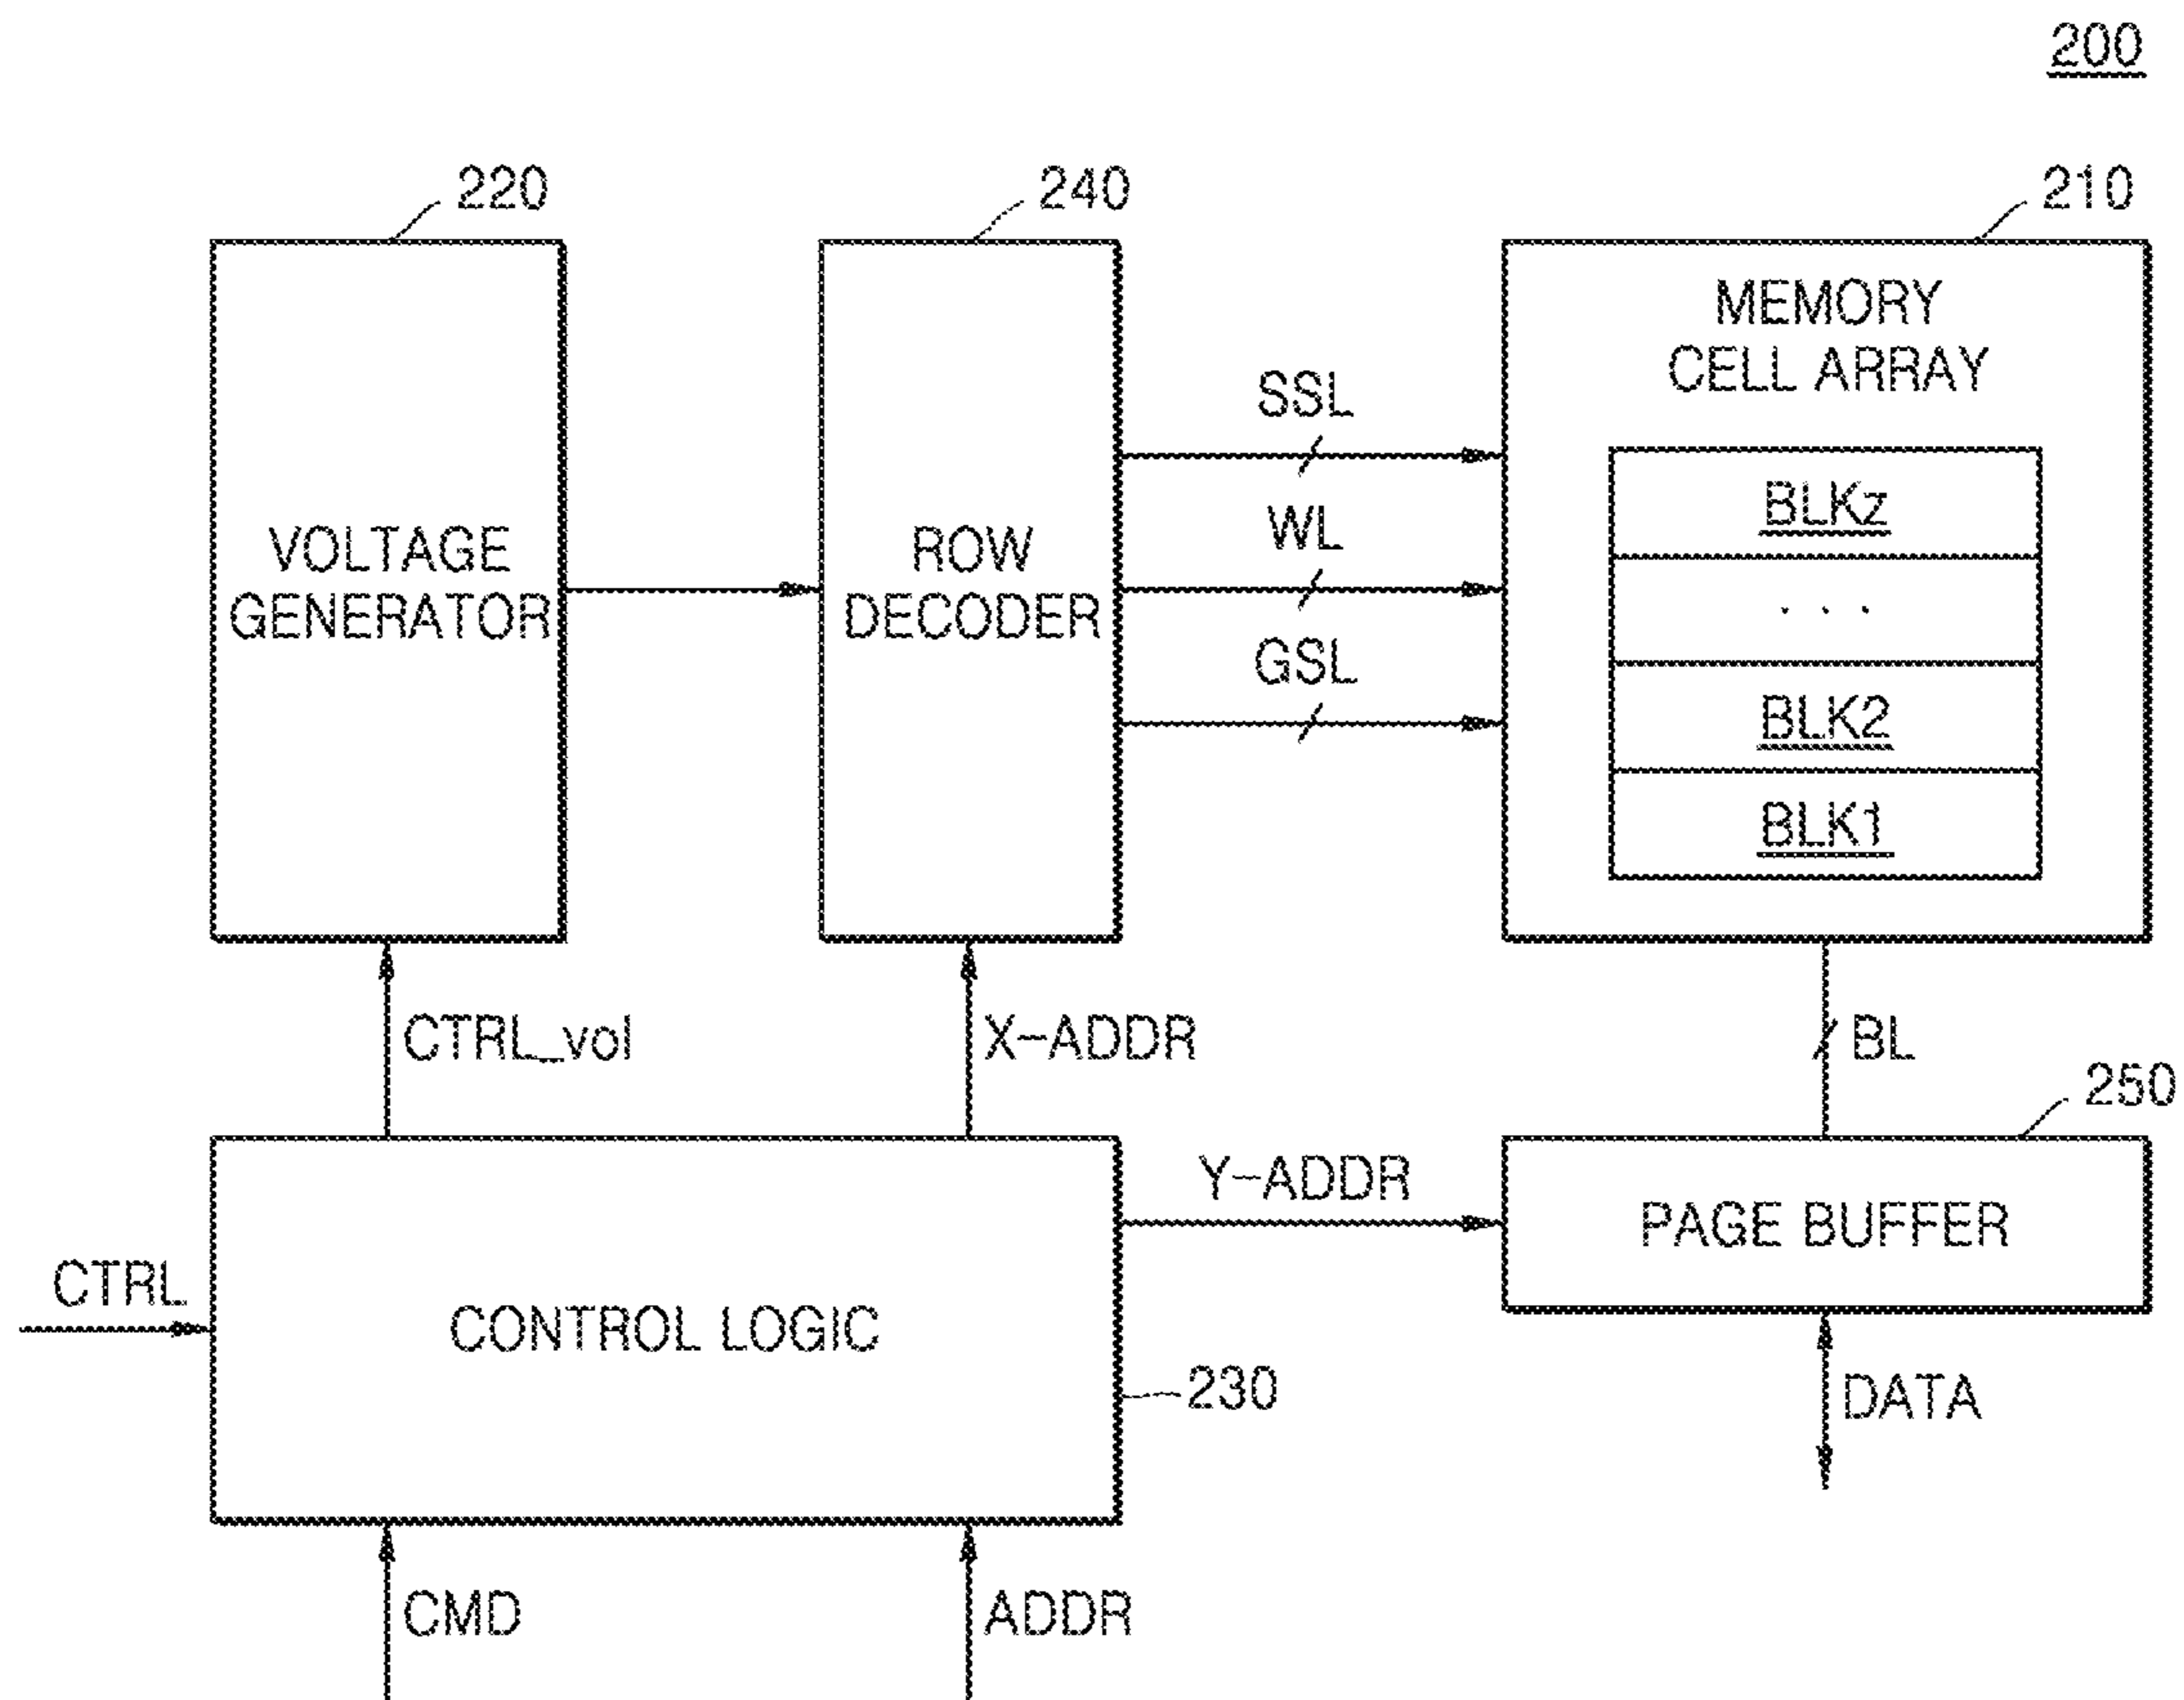 200
220
240
210
VOLTAGE
GENERATOR
ROW
DECODER
SSL
WL
GSL
MEMORY
CELL ARRAY
BLKz
. . .
BLK2
BLK1
CTRL_vol
X-ADDR
BL
250
CTRL
CONTROL LOGIC
230
Y-ADDR
PAGE BUFFER
DATA
CMD
ADDR